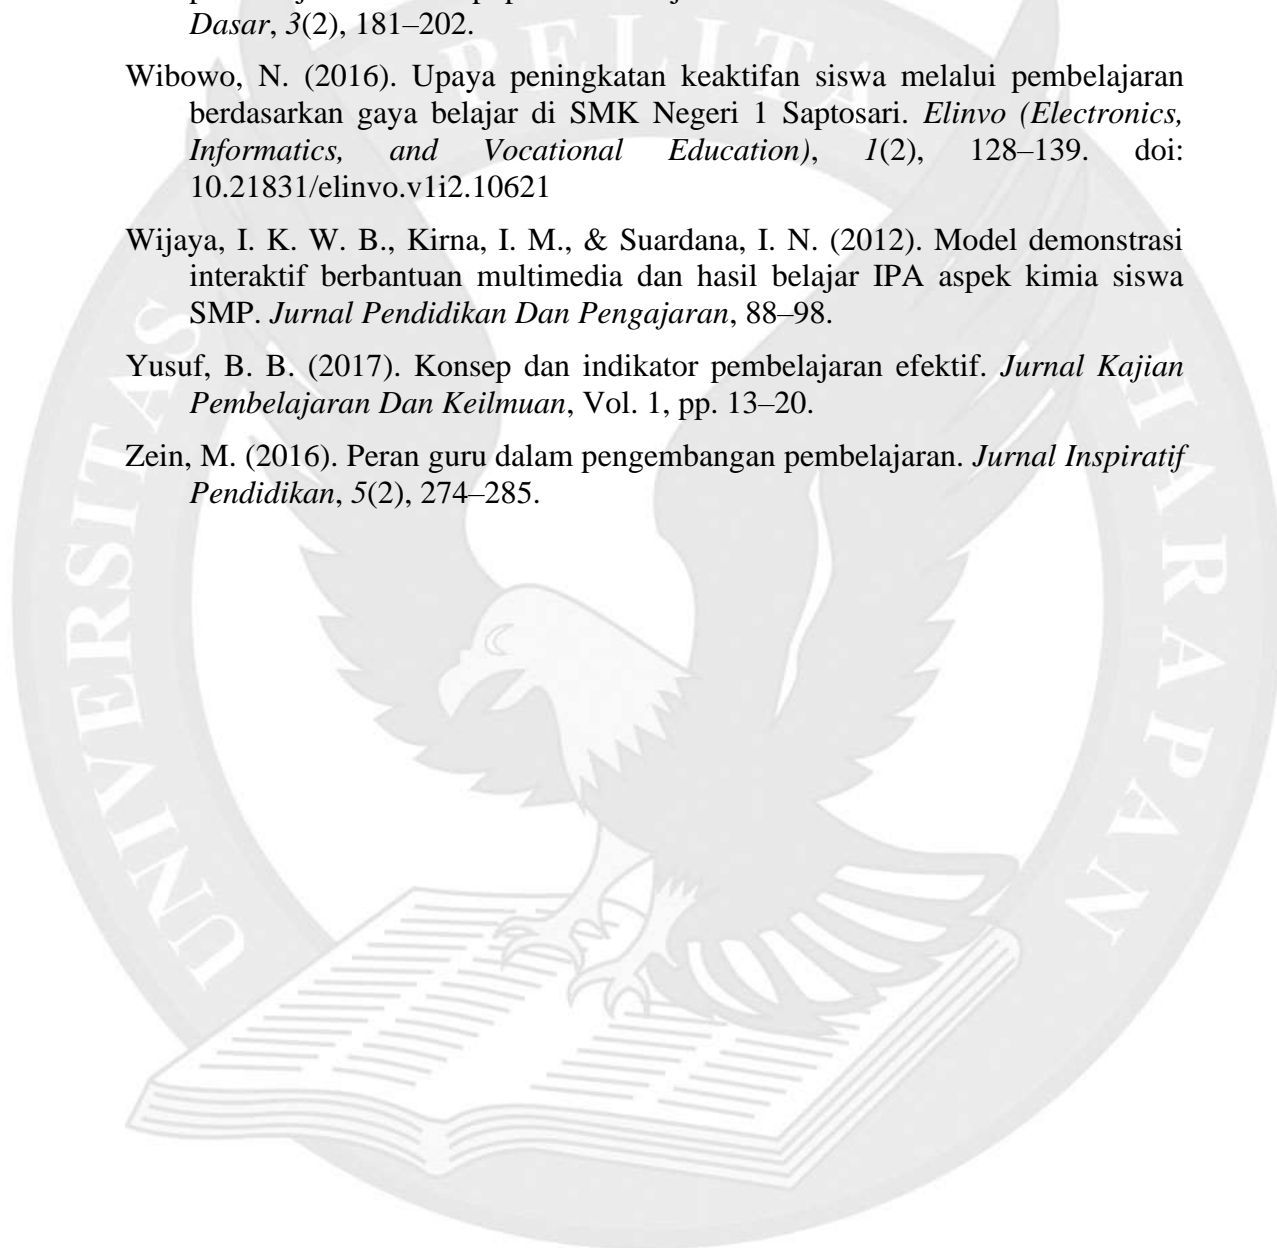 Dasar, 3(2), 181–202.
Wibowo, N. (2016). Upaya peningkatan keaktifan siswa melalui pembelajaran
berdasarkan gaya belajar di SMK Negeri 1 Saptosari. Elinvo (Electronics,
Informatics, and Vocational Education), 1(2), 128–139. doi:
10.21831/elinvo.v1i2.10621
Wijaya, I. K. W. B., Kirna, I. M., & Suardana, I. N. (2012). Model demonstrasi
interaktif berbantuan multimedia dan hasil belajar IPA aspek kimia siswa
SMP. Jurnal Pendidikan Dan Pengajaran, 88–98.
Yusuf, B. B. (2017). Konsep dan indikator pembelajaran efektif. Jurnal Kajian
Pembelajaran Dan Keilmuan, Vol. 1, pp. 13–20.
Zein, M. (2016). Peran guru dalam pengembangan pembelajaran. Jurnal Inspiratif
Pendidikan, 5(2), 274–285.
UNIVERSITAS PELITA HARAPAN